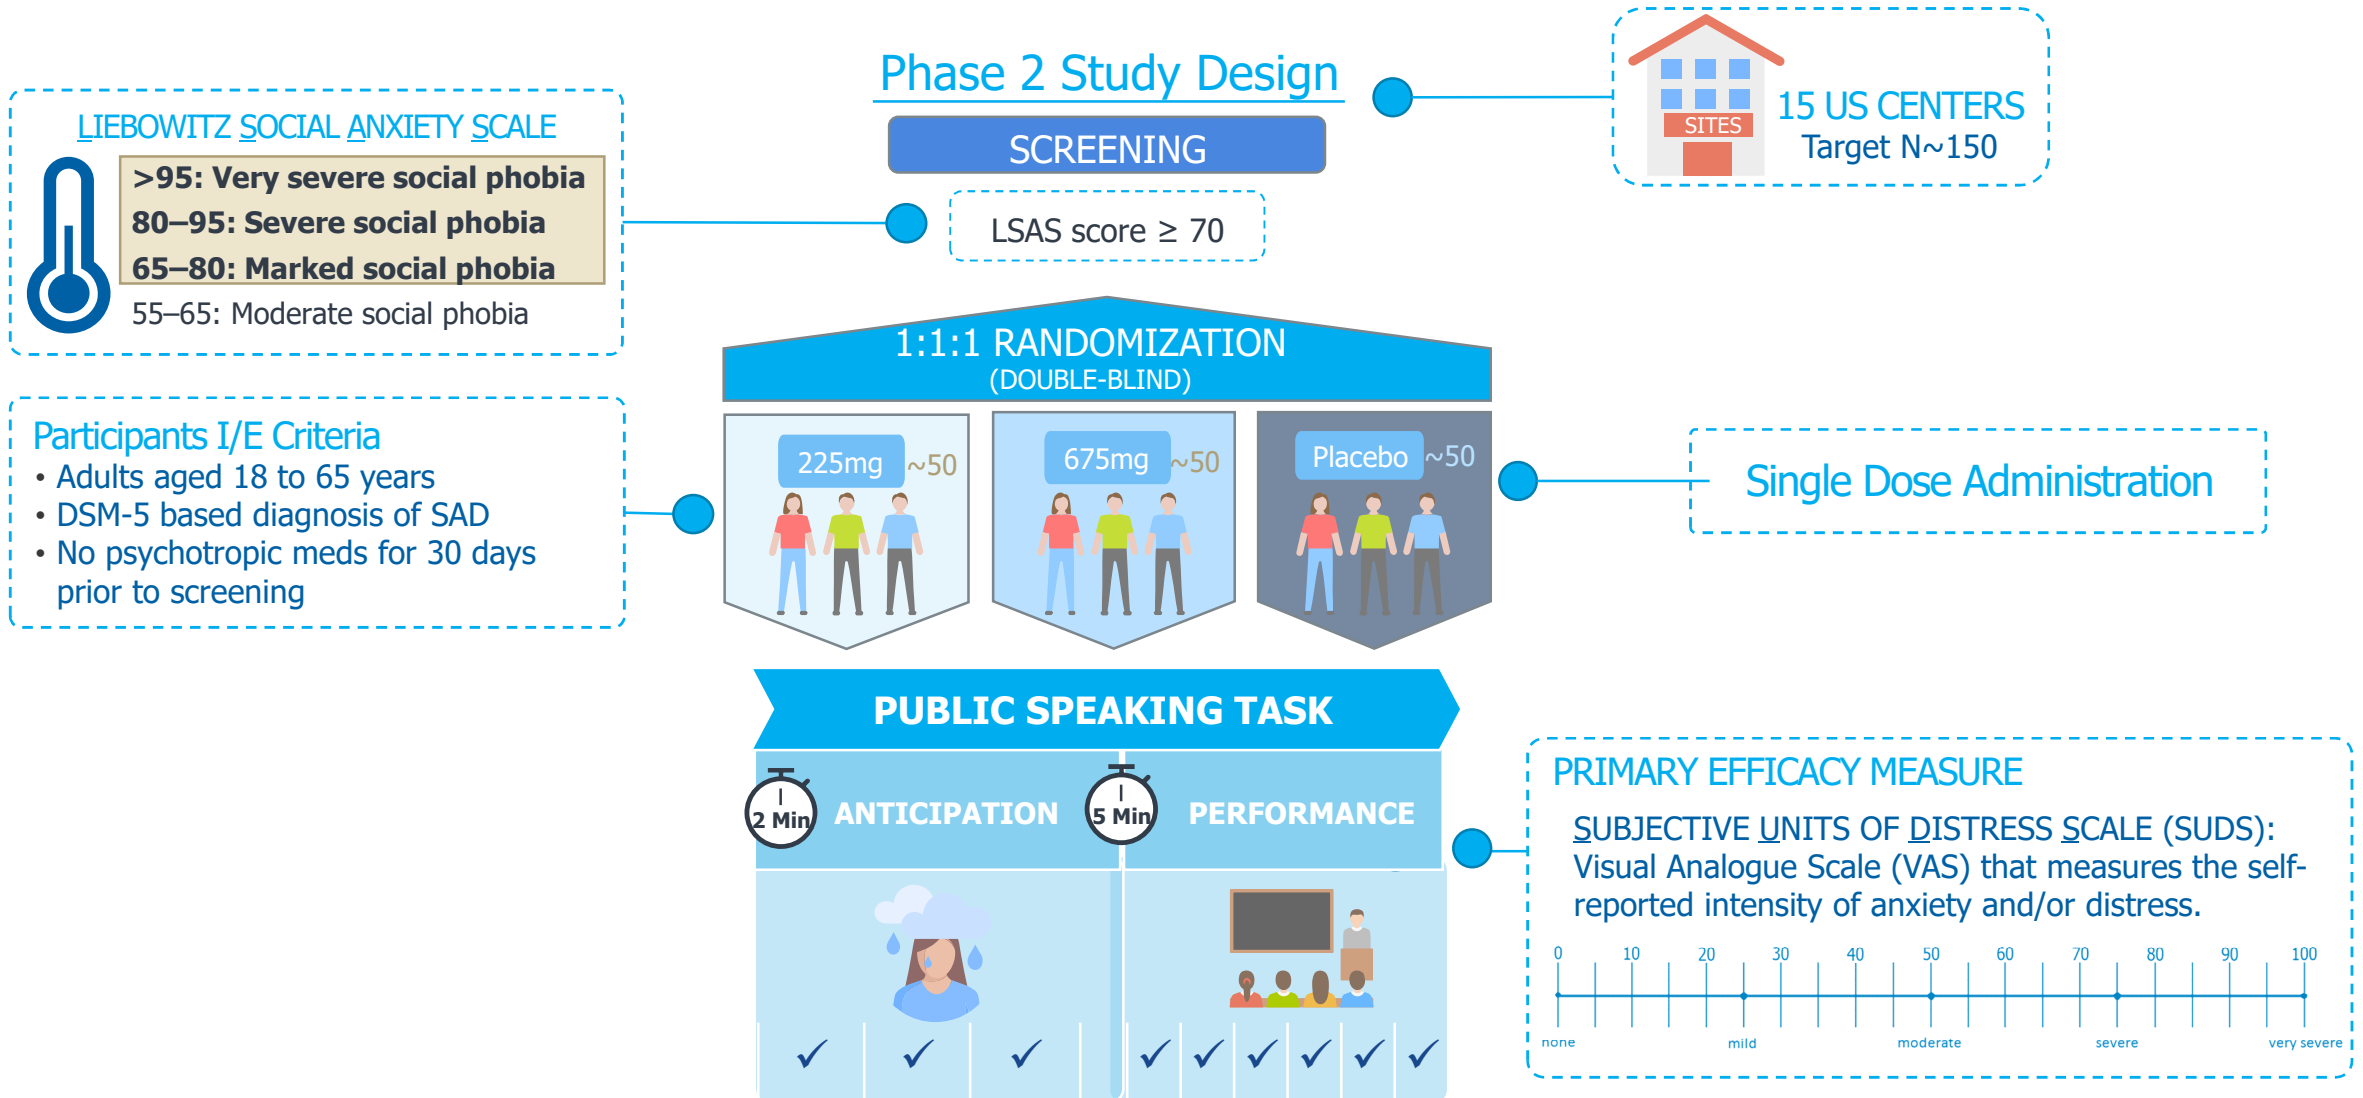 Phase 2 Study Design
SCREENING
LSAS score ≥ 70
SITES
15 US CENTERS
Target N~150
LIEBOWITZ SOCIAL ANXIETY SCALE
>95: Very severe social phobia
80–95: Severe social phobia
65–80: Marked social phobia
55–65: Moderate social phobia
1:1:1 RANDOMIZATION
(DOUBLE-BLIND)
Participants I/E Criteria
• Adults aged 18 to 65 years
• DSM-5 based diagnosis of SAD
• No psychotropic meds for 30 days
prior to screening
225mg ~50
675mg ~50
Placebo ~50
Single Dose Administration
PUBLIC SPEAKING TASK
2 Min ANTICIPATION
5 Min PERFORMANCE
PRIMARY EFFICACY MEASURE
SUBJECTIVE UNITS OF DISTRESS SCALE (SUDS):
Visual Analogue Scale (VAS) that measures the self-
reported intensity of anxiety and/or distress.
0 10 20 30 40 50 60 70 80 90 100
none mild moderate severe very severe